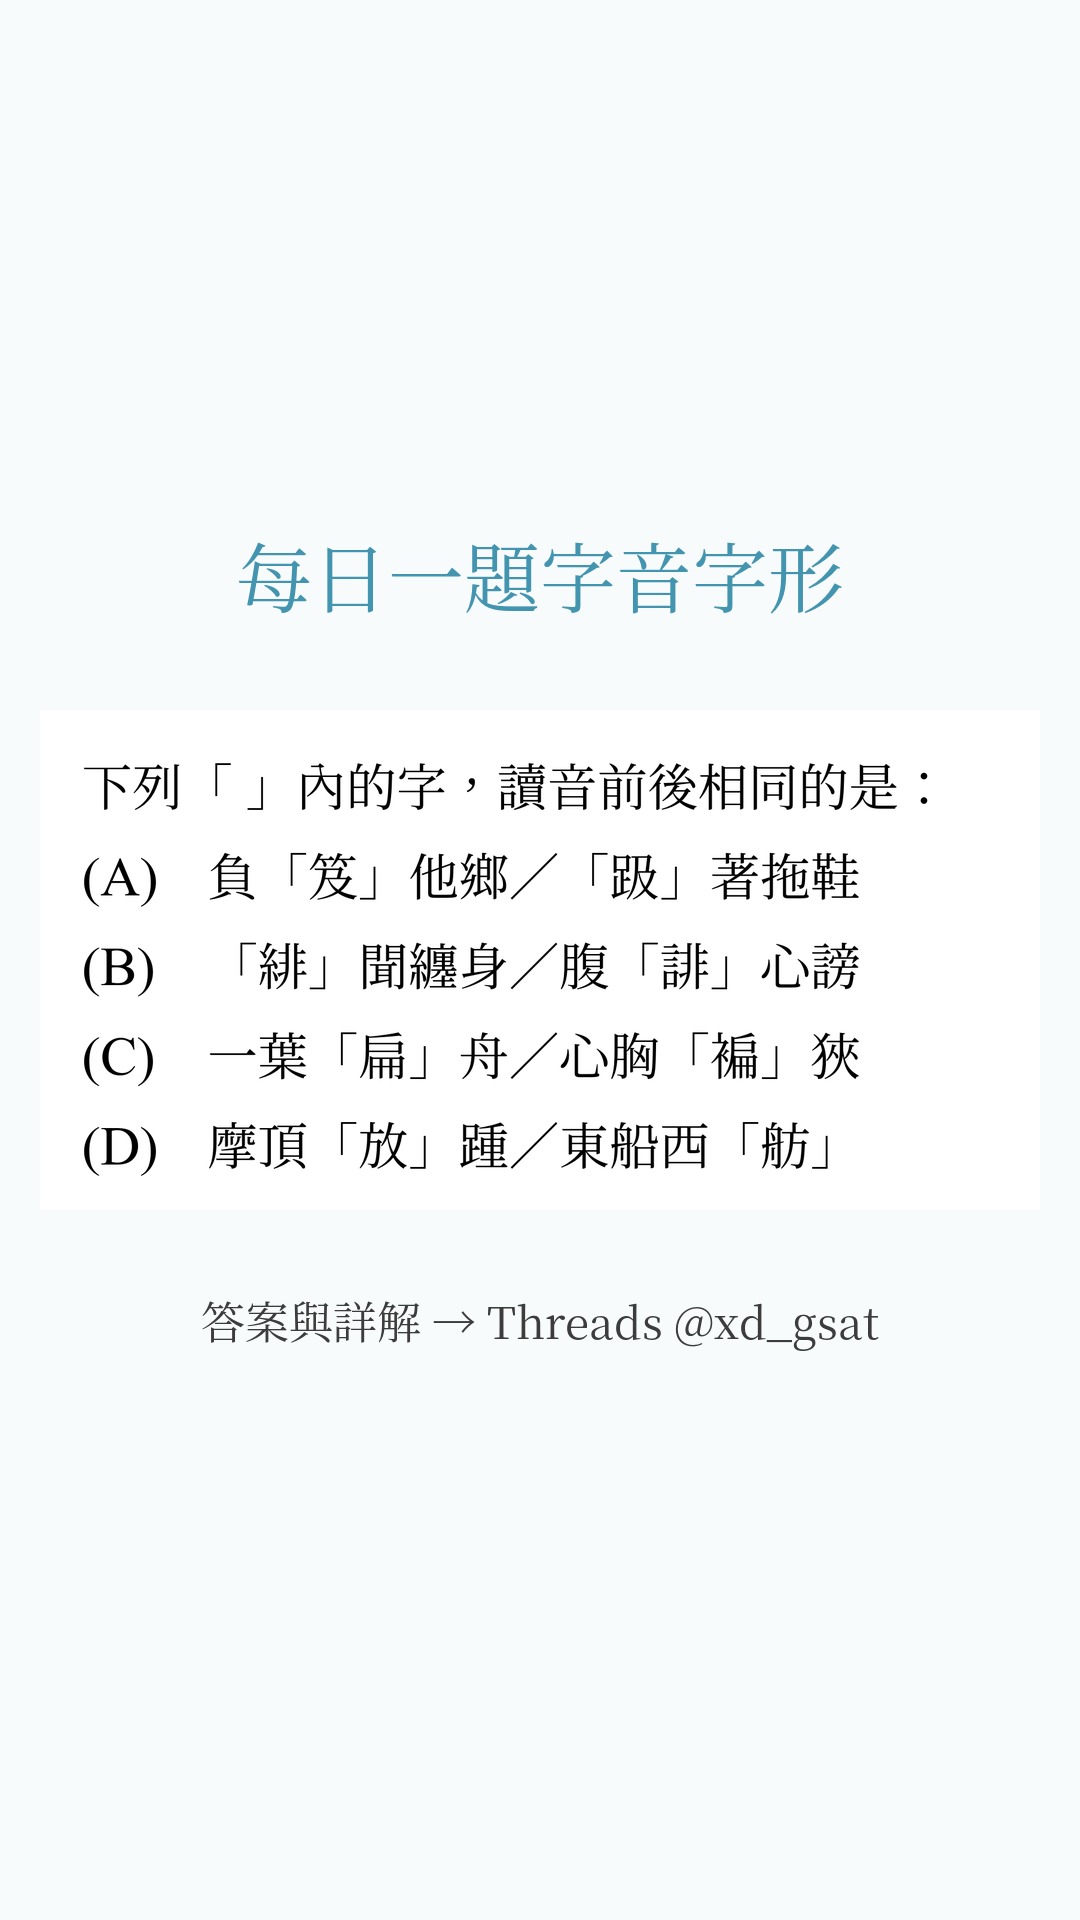 每日一題字音字形
下列「 」內的字，讀音前後相同的是：
(A) 負「笈」他鄉／「趿」著拖鞋
(B) 「緋」聞纏身／腹「誹」心謗
(C) 一葉「扁」舟／心胸「褊」狹
(D) 摩頂「放」踵／東船西「舫」
答案與詳解 → Threads @xd_gsat